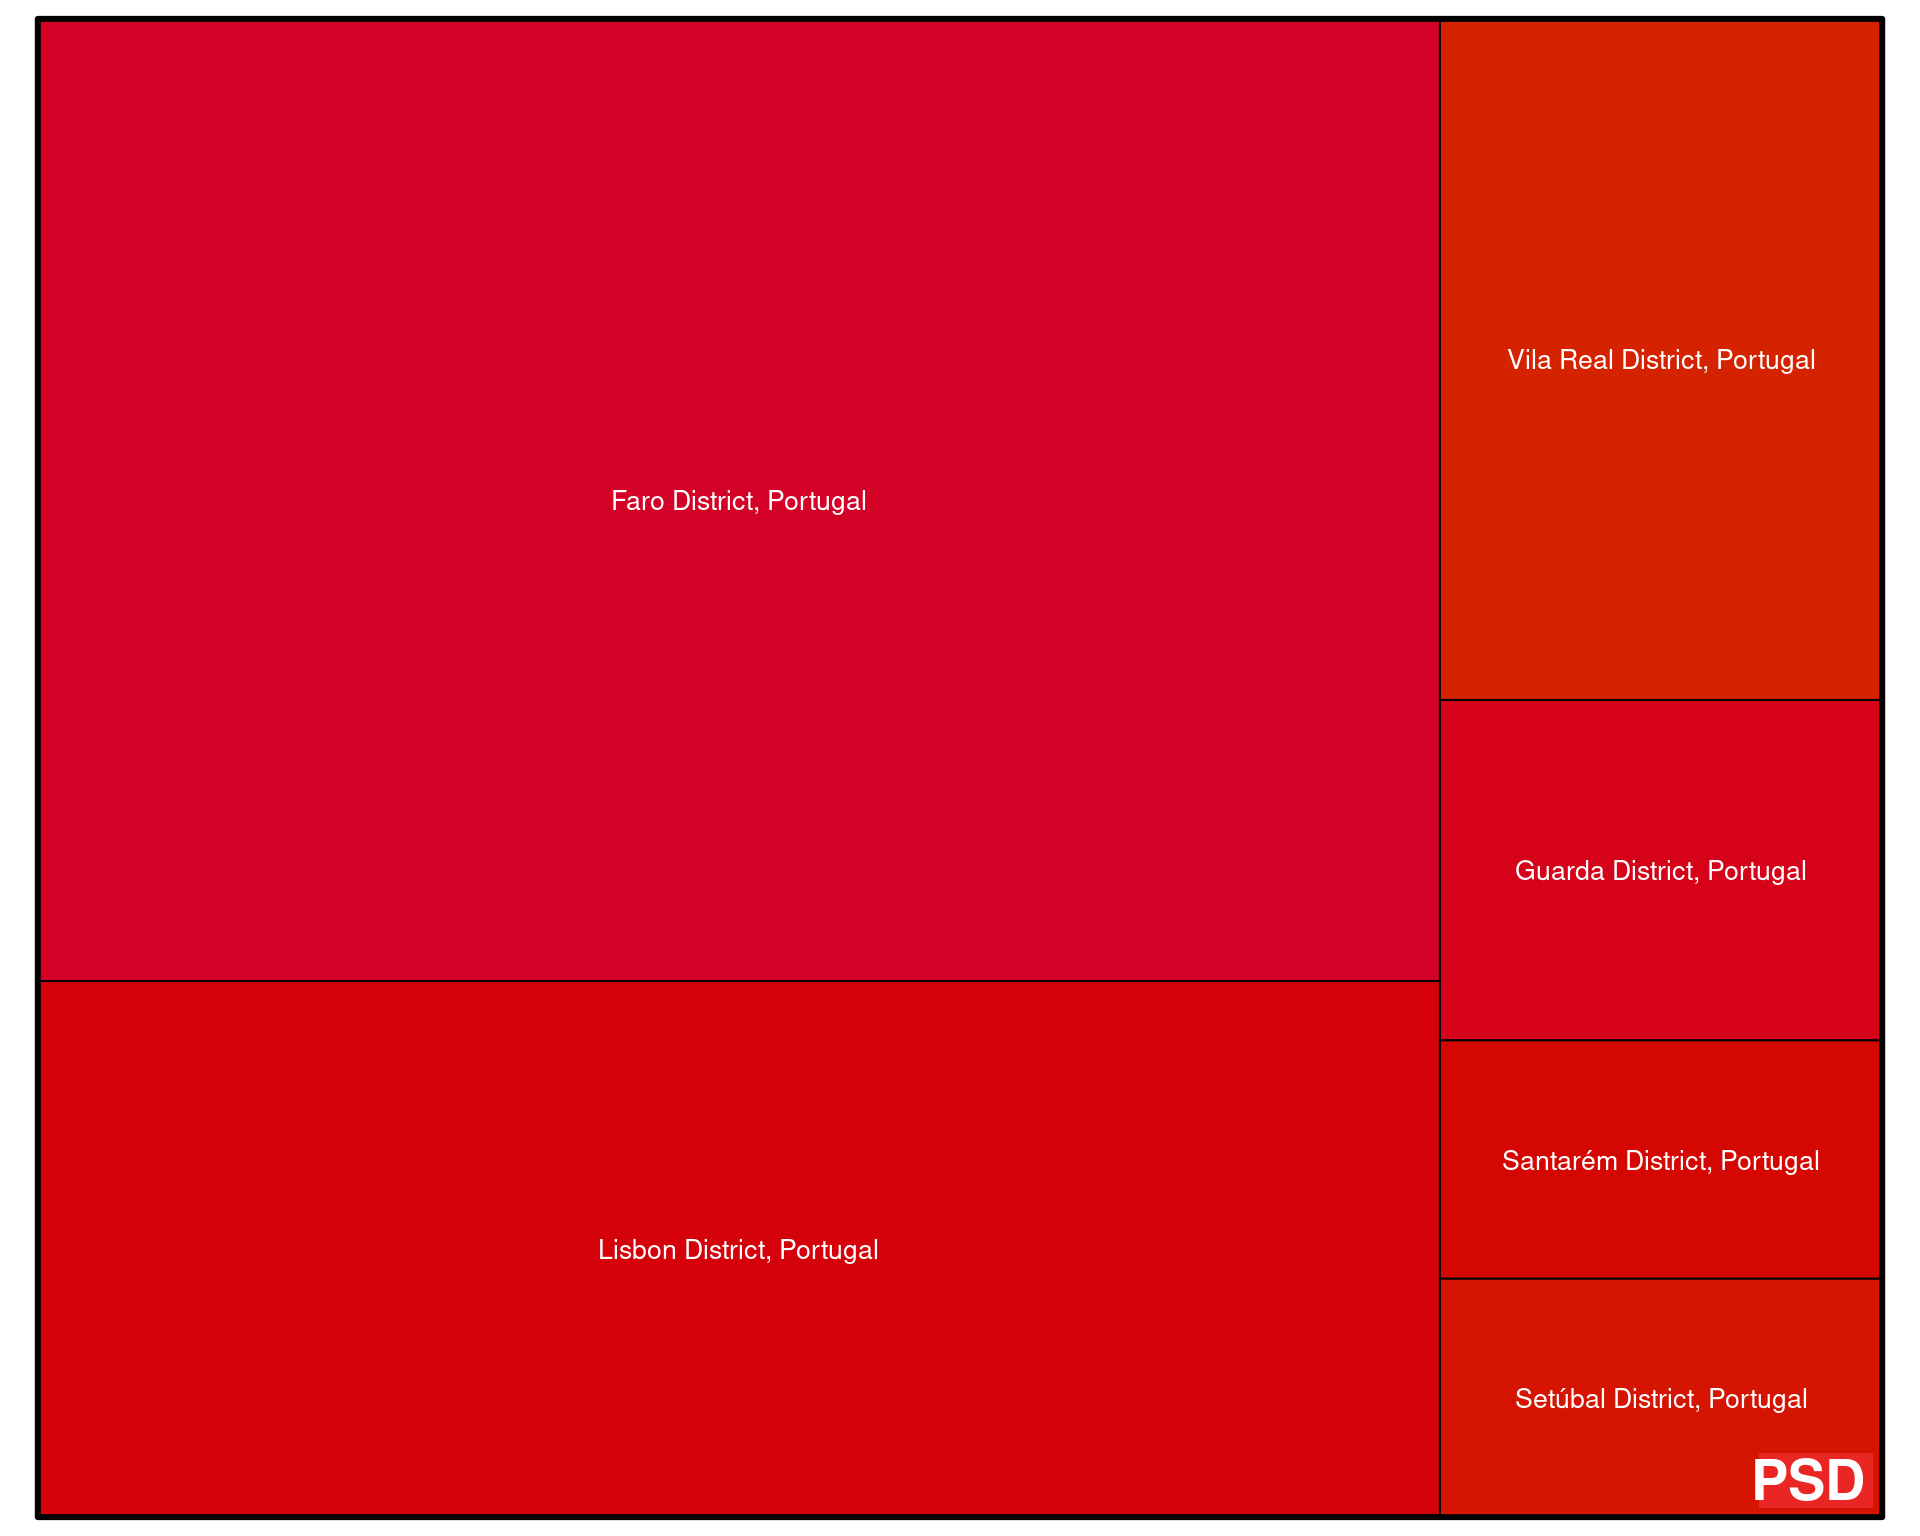 Faro District, Portugal
Lisbon District, Portugal
Vila Real District, Portugal
Guarda District, Portugal
Santarém District, Portugal
Setúbal District, Portugal
PSD